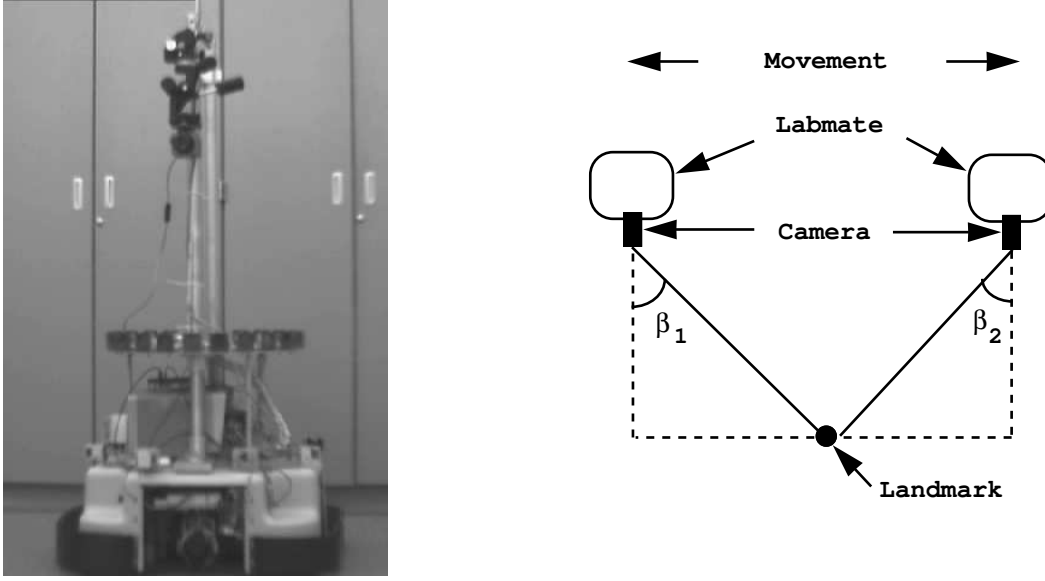 Movement
Labmate
Camera
β1
β2
Landmark